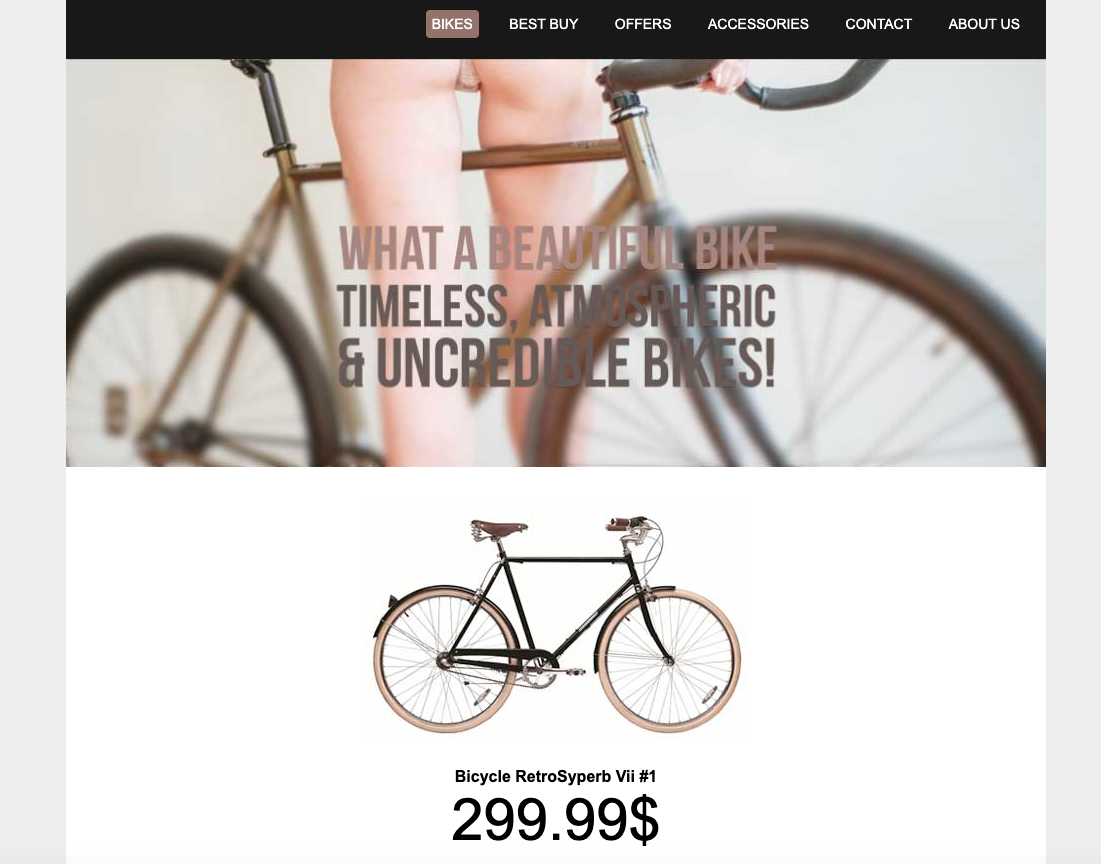 BIKES BEST BUY OFFERS ACCESSORIES CONTACT ABOUT US
WHAT A BEAUTIFUL BIKE
TIMELESS, ATMOSPHERIC
& UNCREDIBLE BIKES!
Bicycle RetroSyperb Vii #1
299.99$